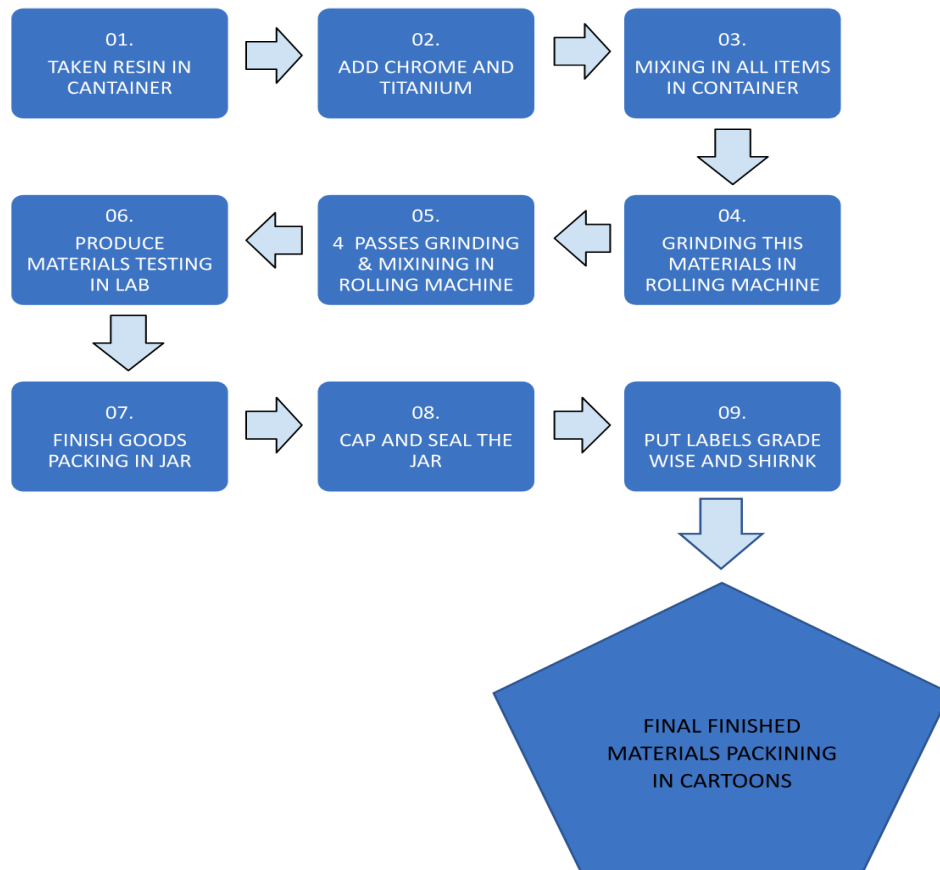 01.
TAKEN RESIN IN
CANTAINER
02.
ADD CHROME AND
TITANIUM
03.
MIXING IN ALL ITEMS
IN CONTAINER
04.
GRINDING THIS
MATERIALS IN
ROLLING MACHINE
05.
4 PASSES GRINDING
& MIXINING IN
ROLLING MACHINE
06.
PRODUCE
MATERIALS TESTING
IN LAB
07.
FINISH GOODS
PACKING IN JAR
08.
CAP AND SEAL THE
JAR
09.
PUT LABELS GRADE
WISE AND SHIRNK
FINAL FINISHED
MATERIALS PACKINING
IN CARTOONS